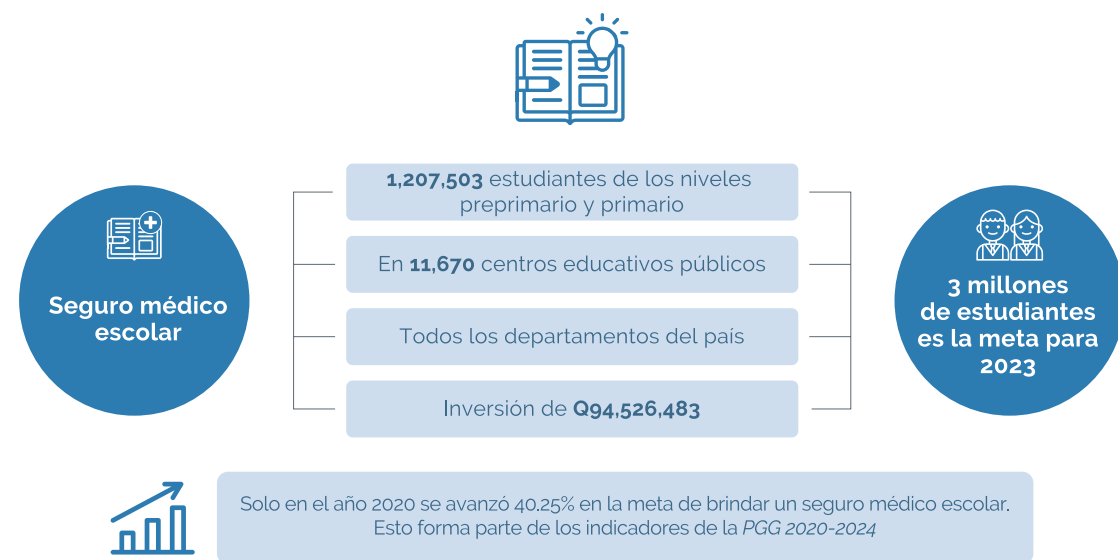 1,207,503 estudiantes de los niveles
preprimario y primario
En 11,670 centros educativos públicos
Todos los departamentos del país
Inversión de Q94,526,483
Seguro médico
escolar
3 millones
de estudiantes
es la meta para
2023
Solo en el año 2020 se avanzó 40.25% en la meta de brindar un seguro médico escolar.
Esto forma parte de los indicadores de la PGG 2020-2024